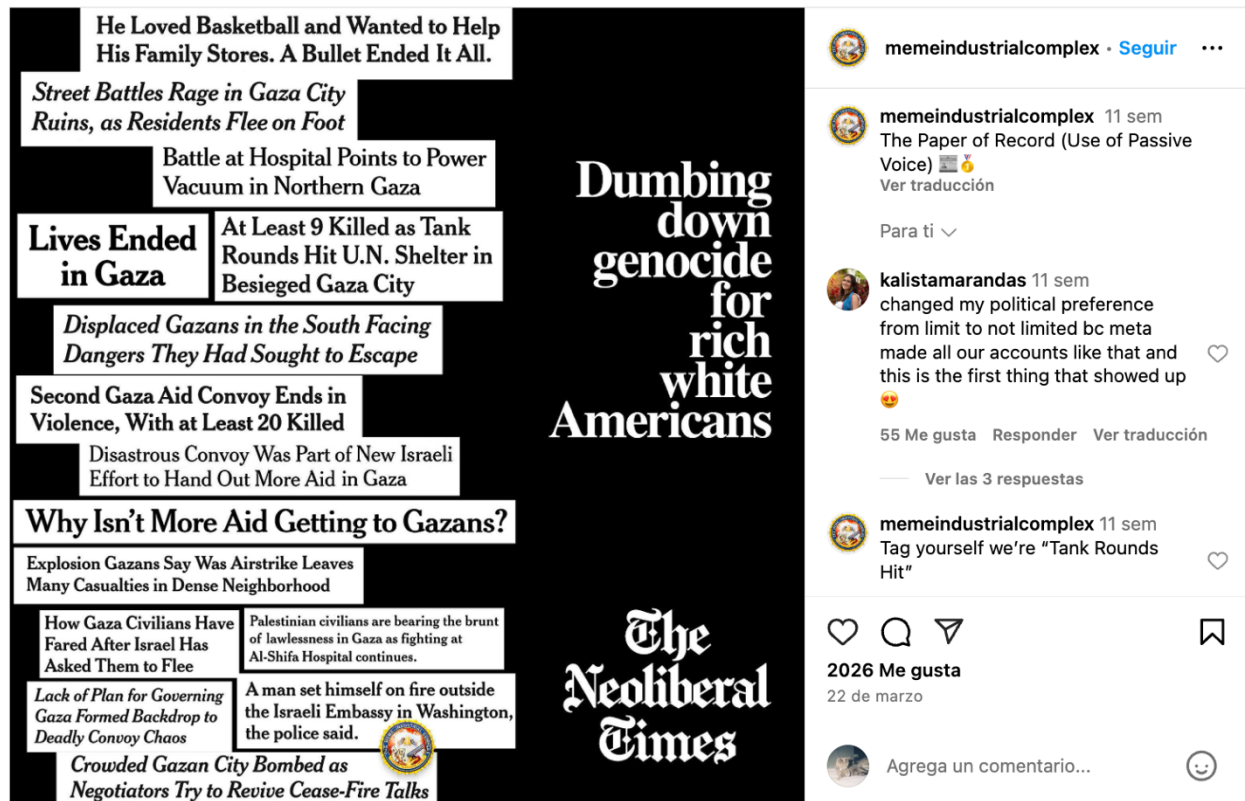 He Loved Basketball and Wanted to Help
His Family Stores. A Bullet Ended It All.
Street Battles Rage in Gaza City
Ruins, as Residents Flee on Foot
Battle at Hospital Points to Power
Vacuum in Northern Gaza
Lives Ended
in Gaza
At Least 9 Killed as Tank
Rounds Hit U.N. Shelter in
Besieged Gaza City
Displaced Gazans in the South Facing
Dangers They Had Sought to Escape
Second Gaza Aid Convoy Ends in
Violence, With at Least 20 Killed
Disastrous Convoy Was Part of New Israeli
Effort to Hand Out More Aid in Gaza
Why Isn't More Aid Getting to Gazans?
Explosion Gazans Say Was Airstrike Leaves
Many Casualties in Dense Neighborhood
How Gaza Civilians Have
Fared After Israel Has
Asked Them to Flee
Palestinian civilians are bearing the brunt
of lawlessness in Gaza as fighting at
Al-Shifa Hospital continues.
Lack of Plan for Governing
Gaza Formed Backdrop to
Deadly Convoy Chaos
A man set himself on fire outside
the Israeli Embassy in Washington,
the police said.
Crowded Gazan City Bombed as
Negotiators Try to Revive Cease-Fire Talks
Dumbing
down
genocide
for
rich
white
Americans
The
Neoliberal
Times
memeindustrialcomplex • Seguir
memeindustrialcomplex 11 sem
The Paper of Record (Use of Passive
Voice) 📰🥇
Ver traducción
Para ti
kalistamarandas 11 sem
changed my political preference
from limit to not limited bc meta
made all our accounts like that and
this is the first thing that showed up
😍
55 Me gusta Responder Ver traducción
Ver las 3 respuestas
memeindustrialcomplex 11 sem
Tag yourself we're “Tank Rounds
Hit”
2026 Me gusta
22 de marzo
Agrega un comentario...